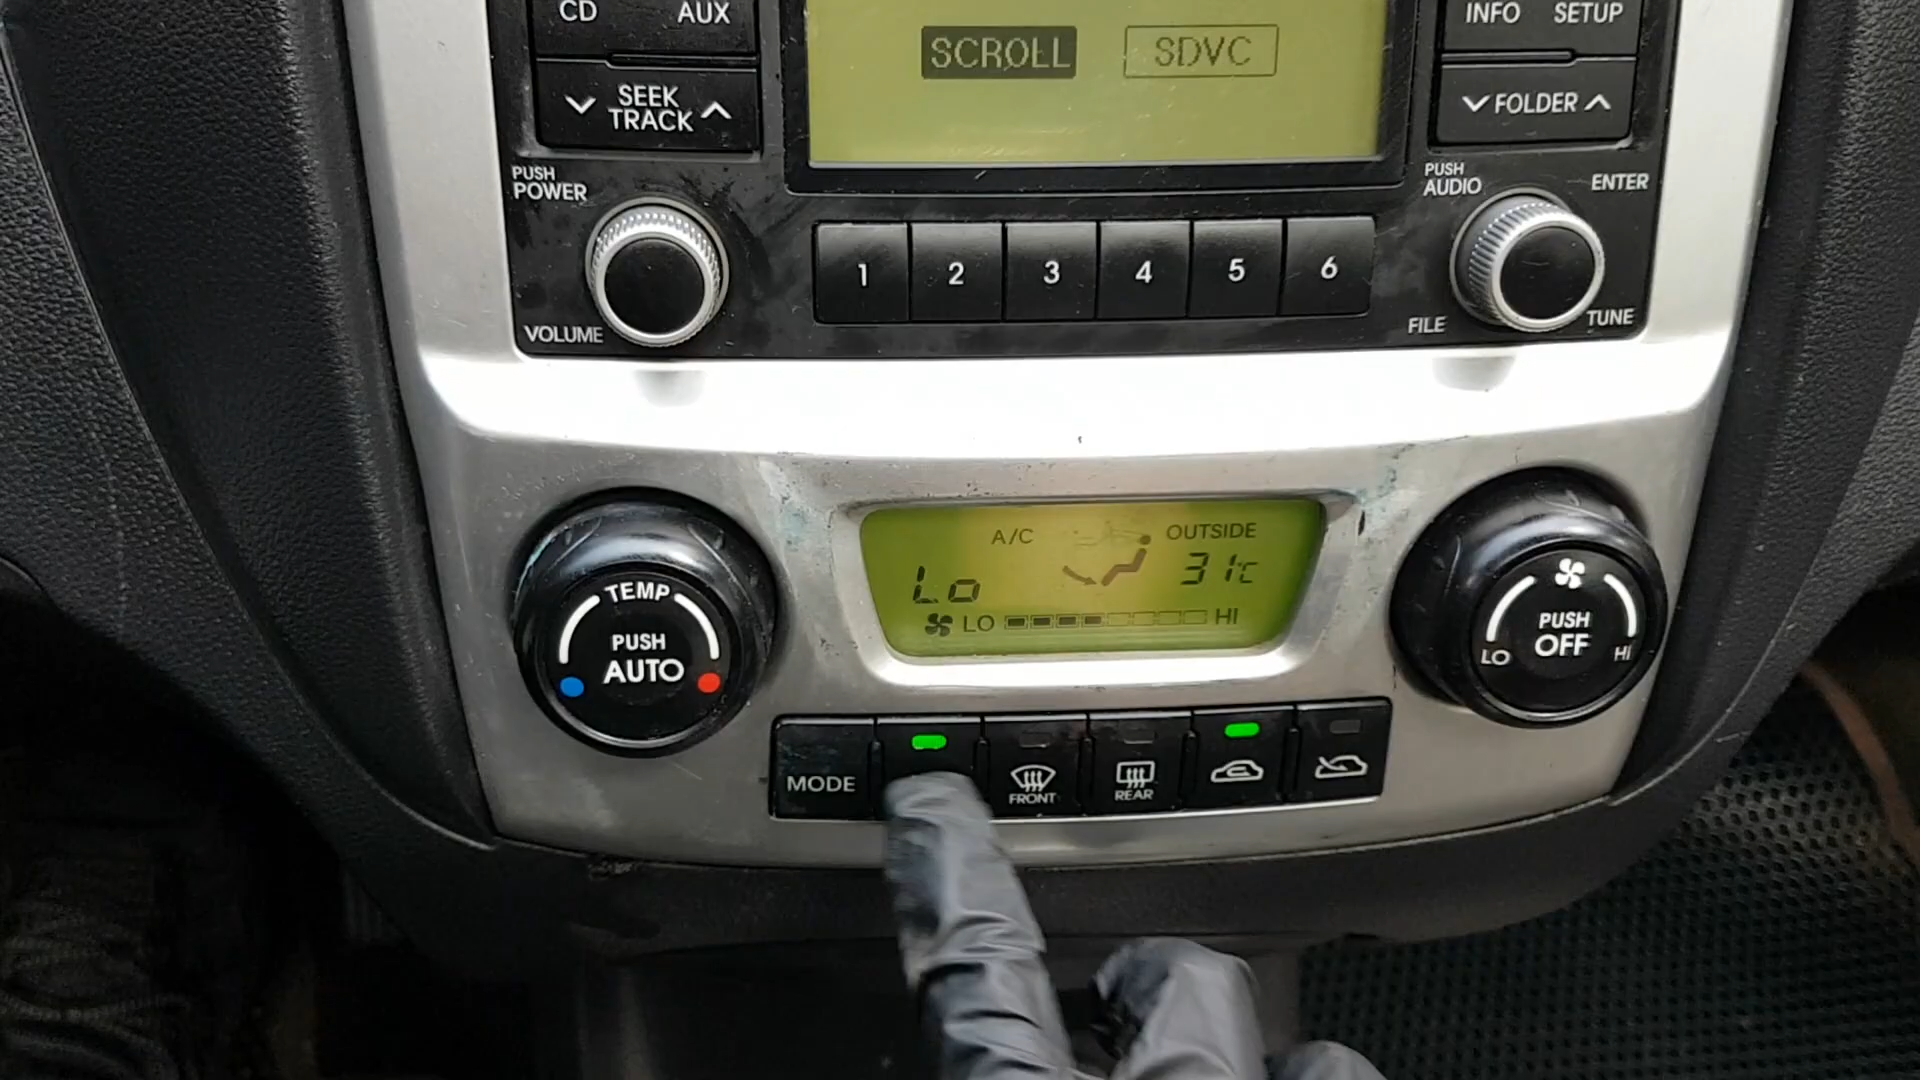 CD AUX
INFO SETUP
SCROLL SDVC
SEEK
TRACK
FOLDER
PUSH
POWER
PUSH
AUDIO
ENTER
1 2 3 4 5 6
VOLUME
FILE
TUNE
A/C OUTSIDE
Lo 31°C
LO HI
TEMP
PUSH
AUTO
PUSH
OFF
LO HI
MODE
FRONT
REAR